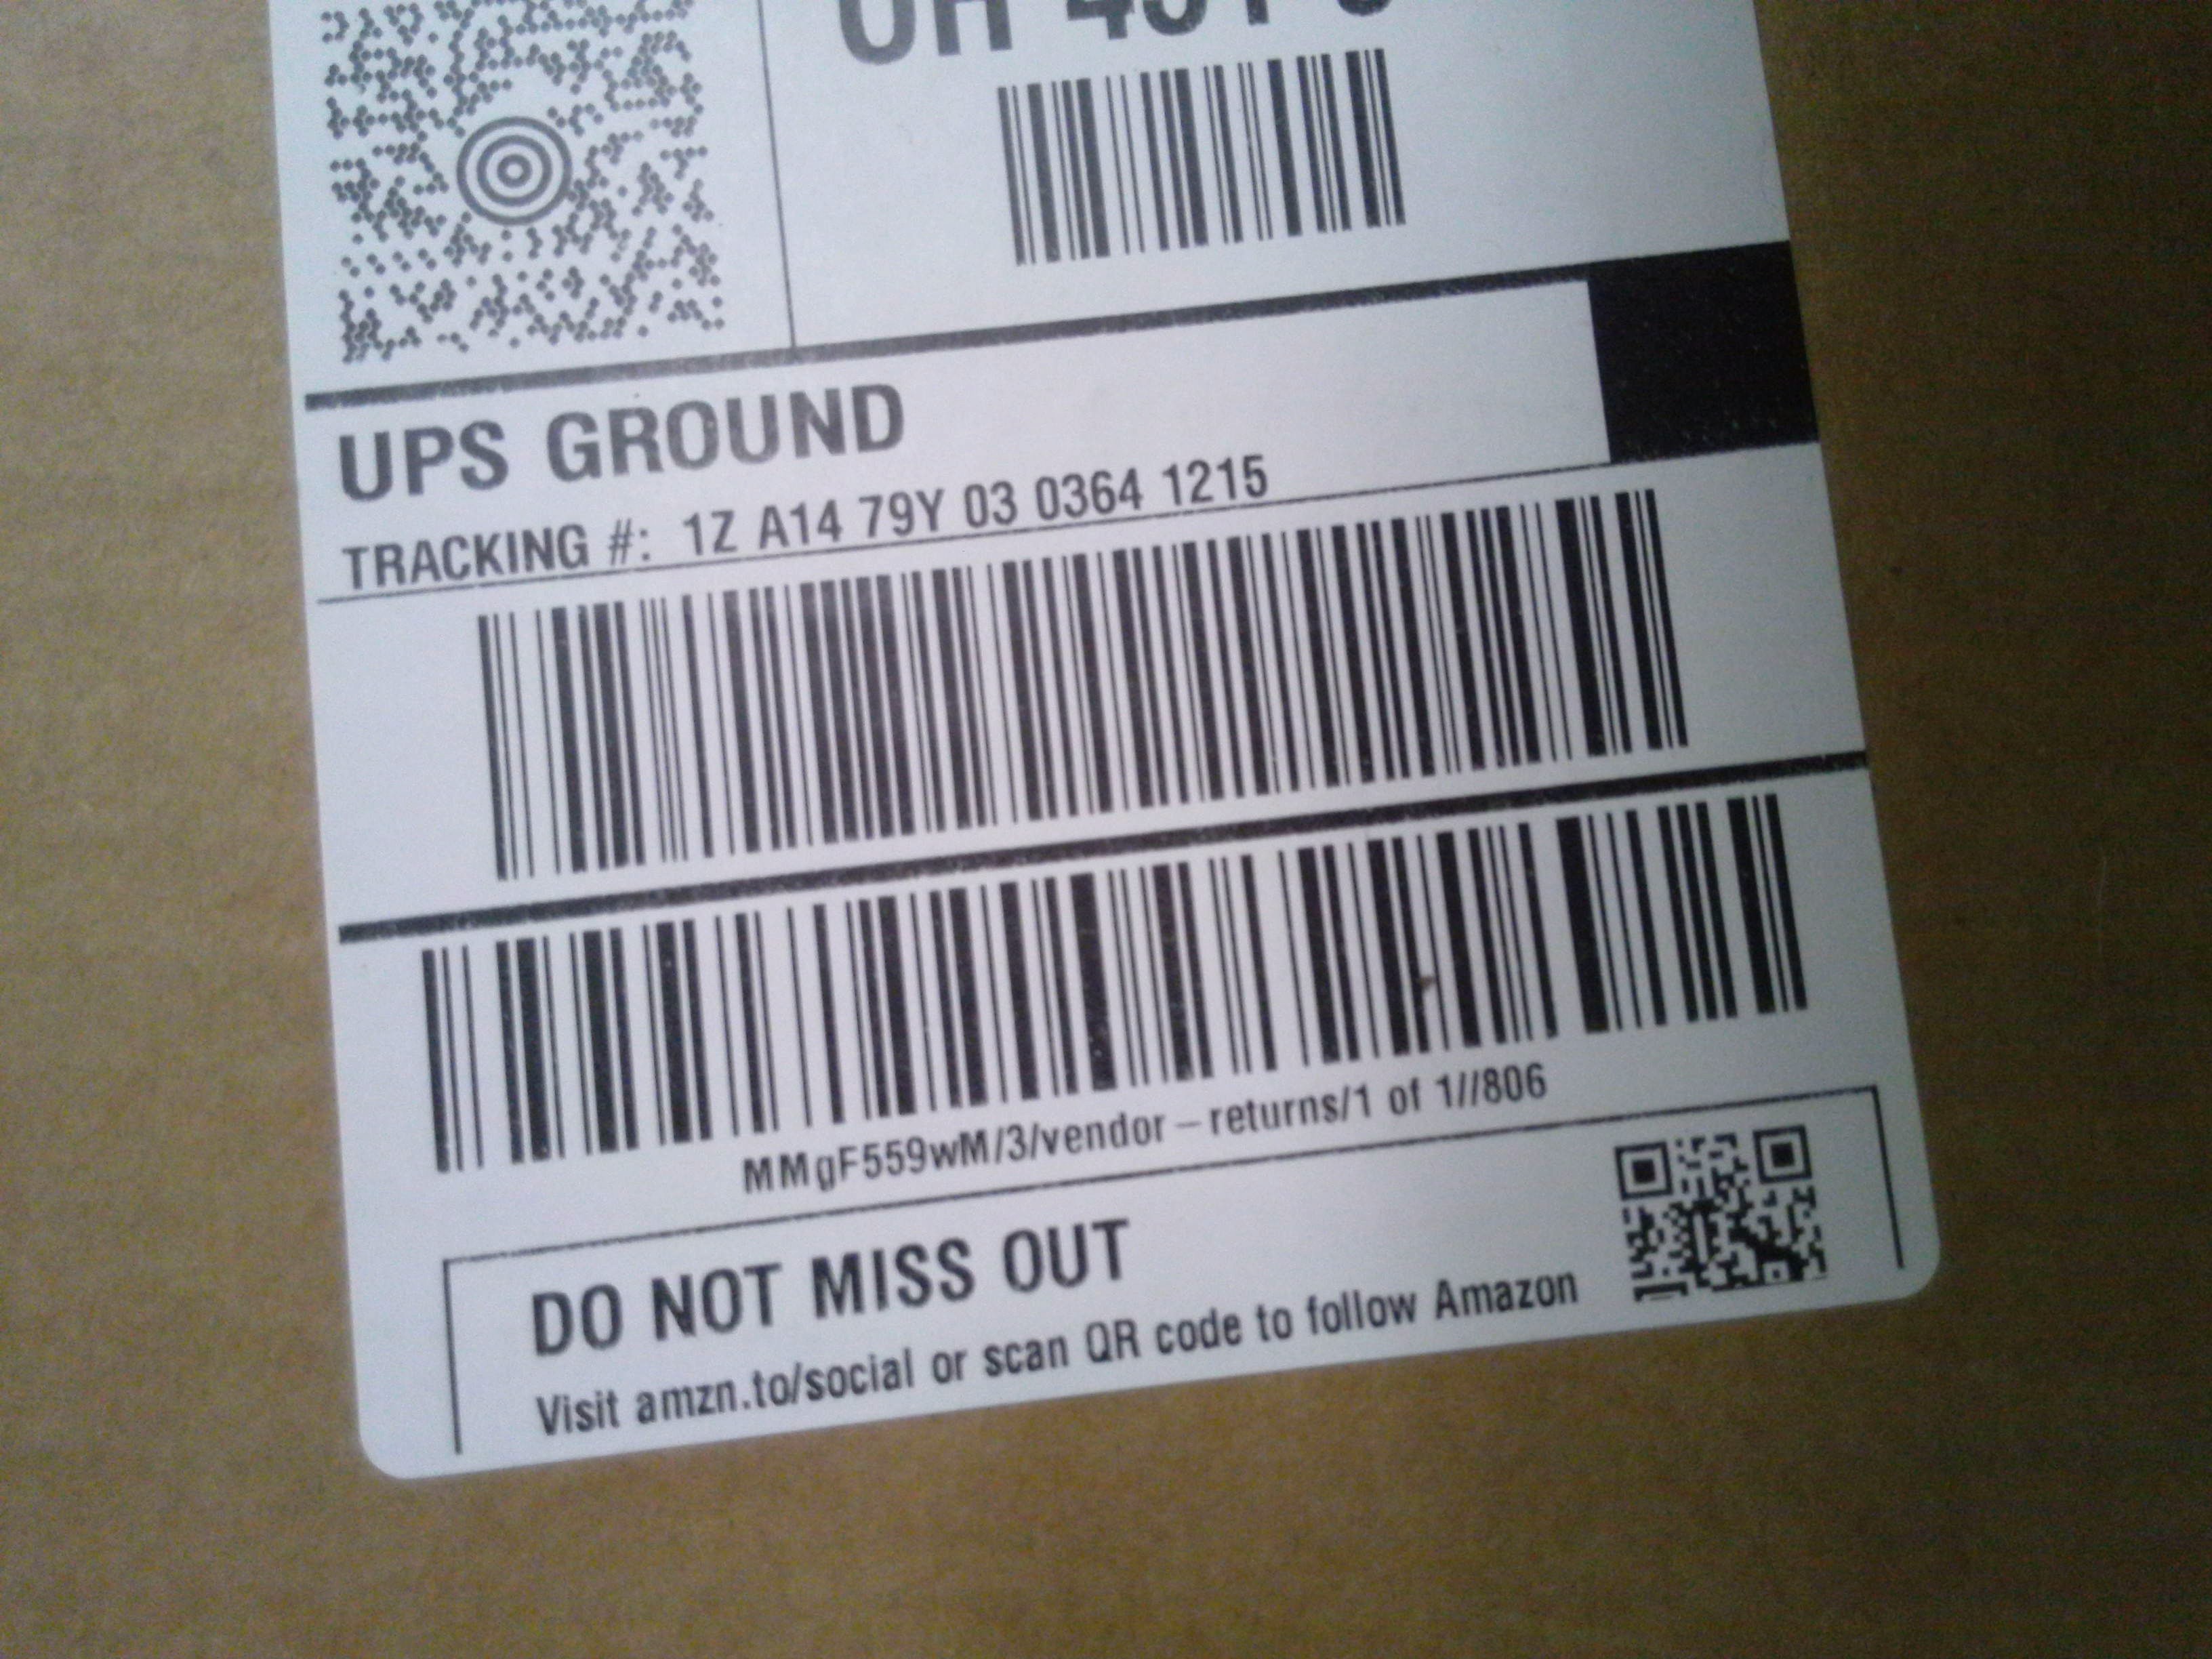 OH
UPS GROUND
TRACKING #: 1Z A14 79Y 03 0364 1215
MMgF559wM/3/vendor-returns/1 of 1//806
DO NOT MISS OUT
Visit amzn.to/social or scan QR code to follow Amazon